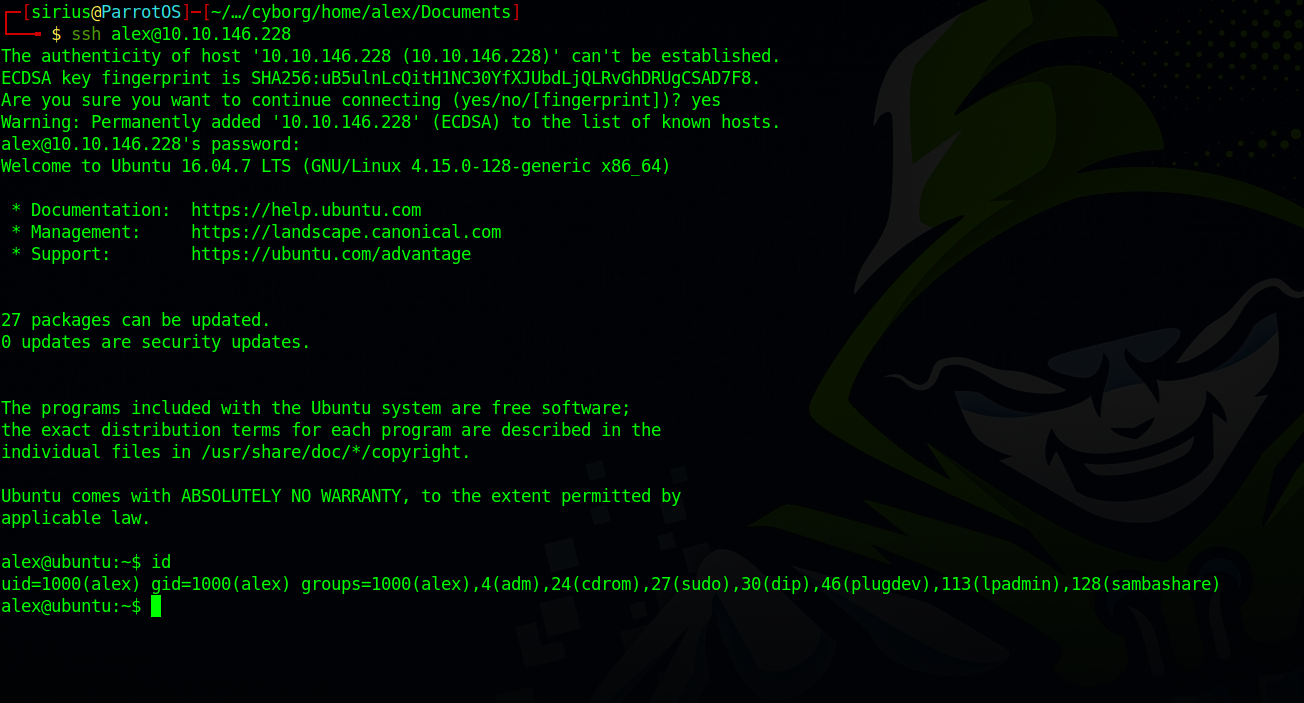 ┌─[sirius@ParrotOS]─[~/…/cyborg/home/alex/Documents]
└──╼ $ ssh alex@10.10.146.228
The authenticity of host '10.10.146.228 (10.10.146.228)' can't be established.
ECDSA key fingerprint is SHA256:uB5ulnLcQitH1NC30YfXJUbdLjQLRvGhDRUgCSAD7F8.
Are you sure you want to continue connecting (yes/no/[fingerprint])? yes
Warning: Permanently added '10.10.146.228' (ECDSA) to the list of known hosts.
alex@10.10.146.228's password:
Welcome to Ubuntu 16.04.7 LTS (GNU/Linux 4.15.0-128-generic x86_64)

 * Documentation:  https://help.ubuntu.com
 * Management:     https://landscape.canonical.com
 * Support:        https://ubuntu.com/advantage


27 packages can be updated.
0 updates are security updates.


The programs included with the Ubuntu system are free software;
the exact distribution terms for each program are described in the
individual files in /usr/share/doc/*/copyright.

Ubuntu comes with ABSOLUTELY NO WARRANTY, to the extent permitted by
applicable law.

alex@ubuntu:~$ id
uid=1000(alex) gid=1000(alex) groups=1000(alex),4(adm),24(cdrom),27(sudo),30(dip),46(plugdev),113(lpadmin),128(sambashare)
alex@ubuntu:~$